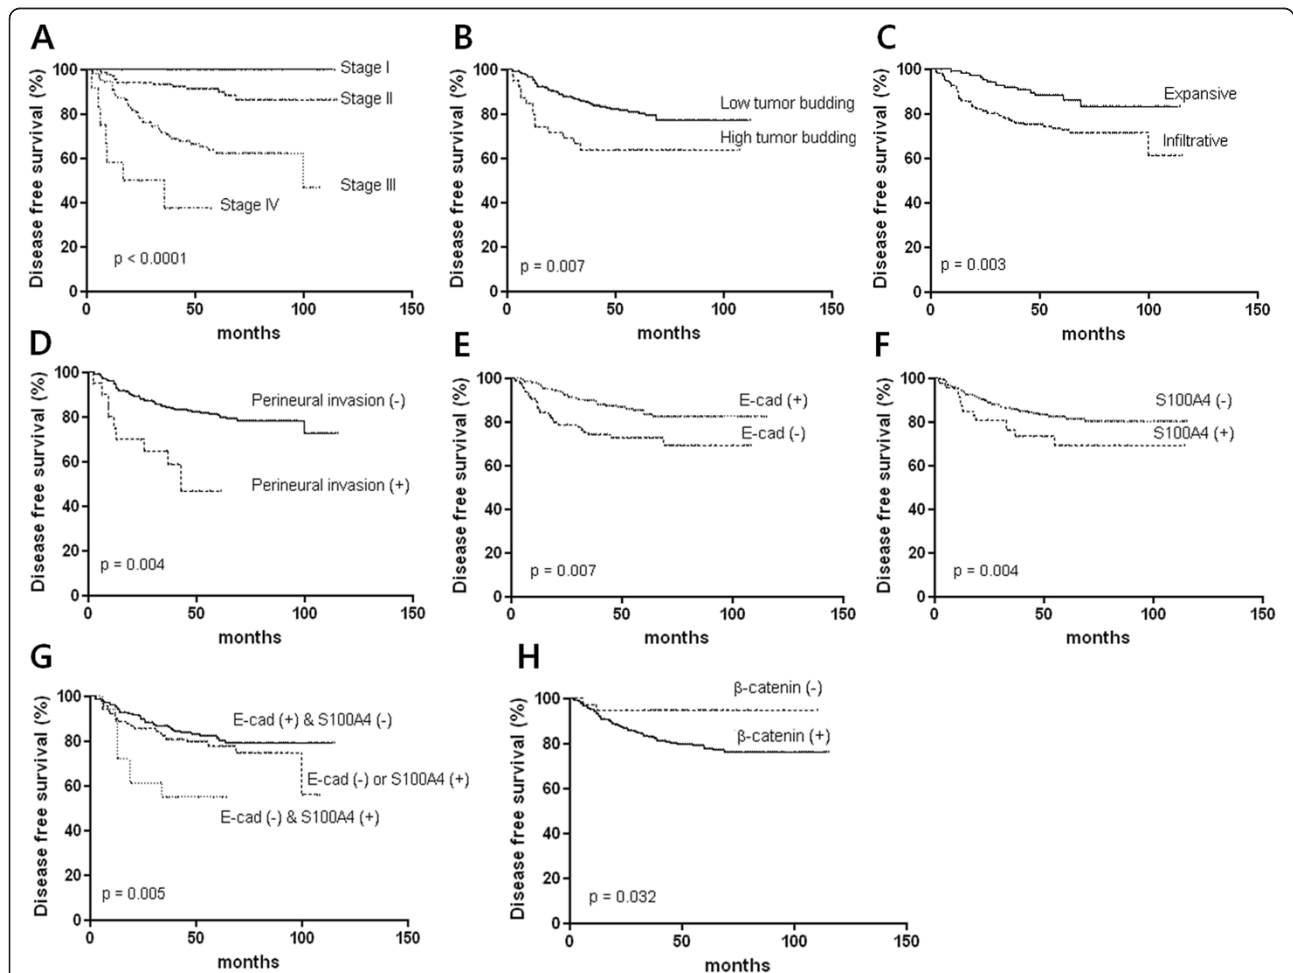 A
Disease free survival (%)
100
80
60
40
20
0
Stage I
Stage II
Stage III
Stage IV
p < 0.0001
0 50 100 150
months
B
Disease free survival (%)
100
80
60
40
20
0
Low tumor budding
High tumor budding
p = 0.007
0 50 100 150
months
C
Disease free survival (%)
100
80
60
40
20
0
Expansive
Infiltrative
p = 0.003
0 50 100 150
months
D
Disease free survival (%)
100
80
60
40
20
0
Perineural invasion (-)
Perineural invasion (+)
p = 0.004
0 50 100 150
months
E
Disease free survival (%)
100
80
60
40
20
0
E-cad (+)
E-cad (-)
p = 0.007
0 50 100 150
months
F
Disease free survival (%)
100
80
60
40
20
0
S100A4 (-)
S100A4 (+)
p = 0.004
0 50 100 150
months
G
Disease free survival (%)
100
80
60
40
20
0
E-cad (+) & S100A4 (-)
E-cad (-) or S100A4 (+)
E-cad (-) & S100A4 (+)
p = 0.005
0 50 100 150
months
H
Disease free survival (%)
100
80
60
40
20
0
β-catenin (-)
β-catenin (+)
p = 0.032
0 50 100 150
months